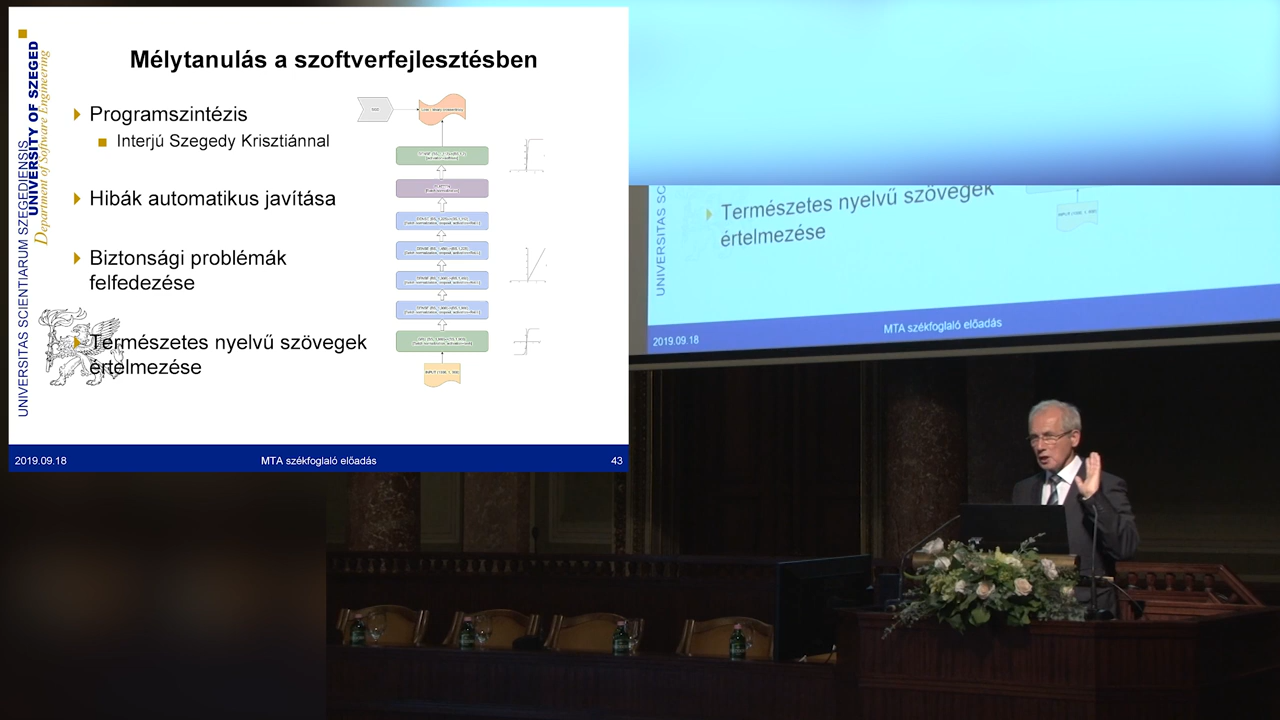 Mélytanulás a szoftverfejlesztésben
UNIVERSITAS SCIENTIARUM SZEGEDIENSIS
UNIVERSITY OF SZEGED
Department of Software Engineering
Programszintézis
Interjú Szegedy Krisztiánnal
Hibák automatikus javítása
Biztonsági problémák
felfedezése
Természetes nyelvű szövegek
értelmezése
2019.09.18
MTA székfoglaló előadás
43
UNIVERSITAS SC
Természetes nyelvű szövegek
értelmezése
2019.09.18
MTA székfoglaló előadás